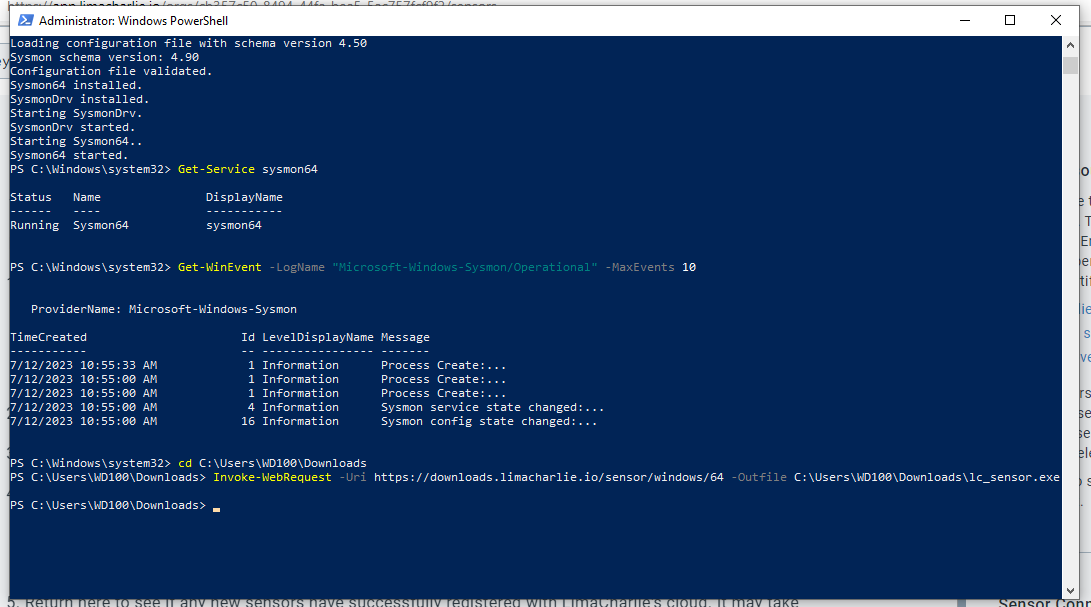 Administrator: Windows PowerShell
Loading configuration file with schema version 4.50
Sysmon schema version: 4.90
Configuration file validated.
Sysmon64 installed.
SysmonDrv installed.
Starting SysmonDrv.
SysmonDrv started.
Starting Sysmon64..
Sysmon64 started.
PS C:\Windows\system32> Get-Service sysmon64
Status   Name               DisplayName
------   ----               -----------
Running  Sysmon64           sysmon64
PS C:\Windows\system32> Get-WinEvent -LogName "Microsoft-Windows-Sysmon/Operational" -MaxEvents 10
   ProviderName: Microsoft-Windows-Sysmon
TimeCreated                      Id LevelDisplayName Message
-----------                      -- ---------------- -------
7/12/2023 10:55:33 AM             1 Information      Process Create:...
7/12/2023 10:55:00 AM             1 Information      Process Create:...
7/12/2023 10:55:00 AM             1 Information      Process Create:...
7/12/2023 10:55:00 AM             4 Information      Sysmon service state changed:...
7/12/2023 10:55:00 AM            16 Information      Sysmon config state changed:...
PS C:\Windows\system32> cd C:\Users\WD100\Downloads
PS C:\Users\WD100\Downloads> Invoke-WebRequest -Uri https://downloads.limacharlie.io/sensor/windows/64 -Outfile C:\Users\WD100\Downloads\lc_sensor.exe
PS C:\Users\WD100\Downloads>
5. Return here to see if any new sensors have successfully registered with LimaCharlie's cloud. It may take
Sensor